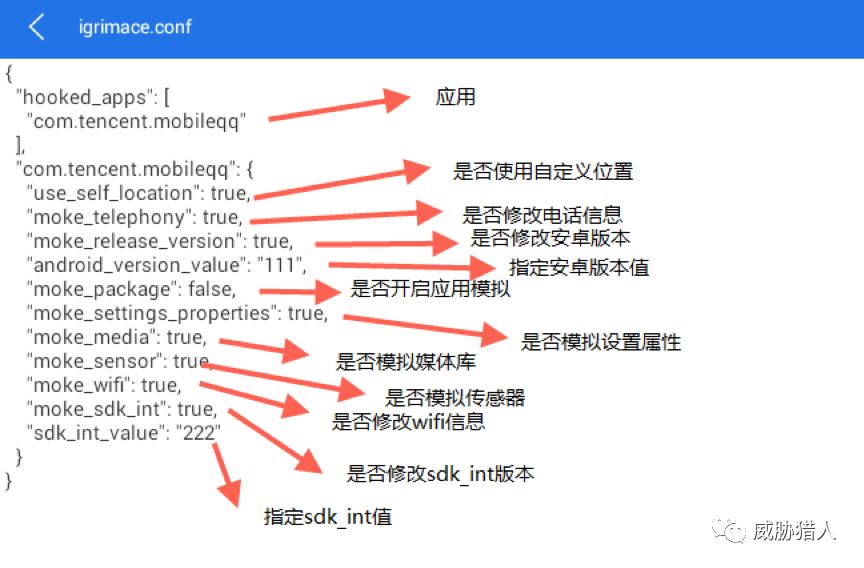 igrimace.conf
{
"hooked_apps": [
应用
"com.tencent.mobileqq"
],
"com.tencent.mobileqq": {
是否使用自定义位置
"use_self_location": true,
"moke_telephony": true,
是否修改电话信息
"moke_release_version": true,
是否修改安卓版本
"android_version_value": "111",
指定安卓版本值
"moke_package": false,
是否开启应用模拟
"moke_settings_properties": true,
"moke_media": true,
是否模拟设置属性
"moke_sensor": true,
是否模拟媒体库
"moke_wifi": true,
是否模拟传感器
"moke_sdk_int": true,
是否修改wifi信息
"sdk_int_value": "222"
}
是否修改sdk_int版本
}
指定sdk_int值
威胁猎人